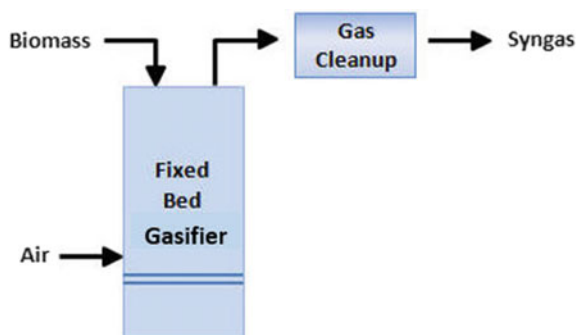 Biomass
Gas
Cleanup
Syngas
Fixed
Bed
Gasifier
Air